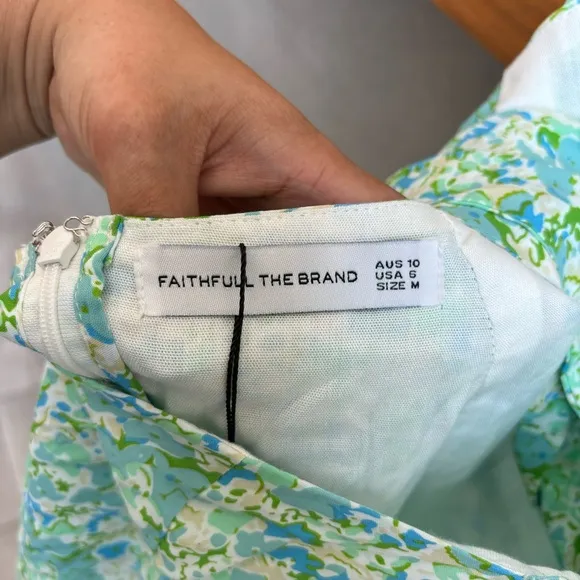 FAITHFULL THE BRAND
AUS 10
USA 6
SIZE M